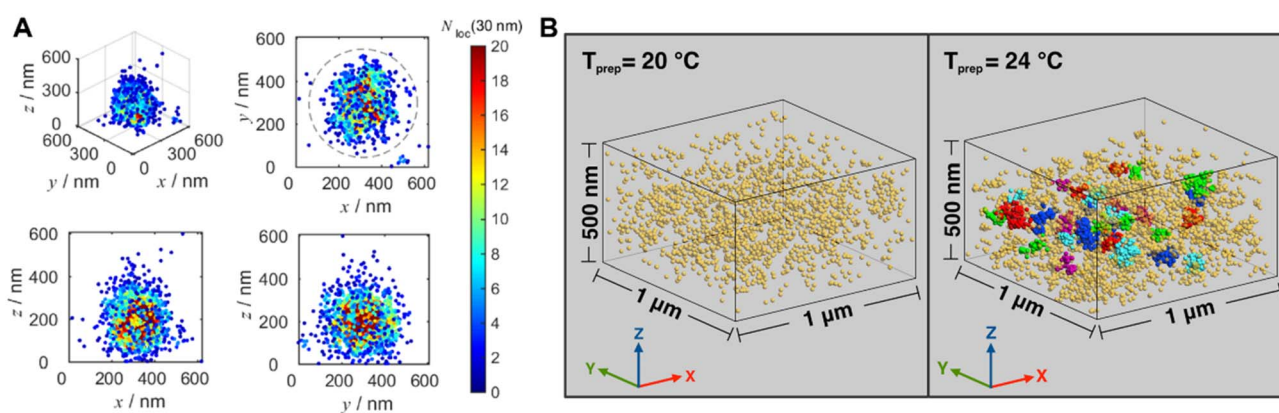 A
600
300
0
z / nm
600
300
0
y / nm
0
300
600
x / nm
600
400
200
0
y / nm
0 200 400 600
x / nm
N loc (30 nm)
20
18
16
14
12
10
8
6
4
2
0
600
400
200
0
z / nm
0 200 400 600
x / nm
600
400
200
0
z / nm
0 200 400 600
y / nm
B
Tprep = 20 °C
500 nm
1 µm
1 µm
Z
Y
X
Tprep = 24 °C
500 nm
1 µm
1 µm
Z
Y
X